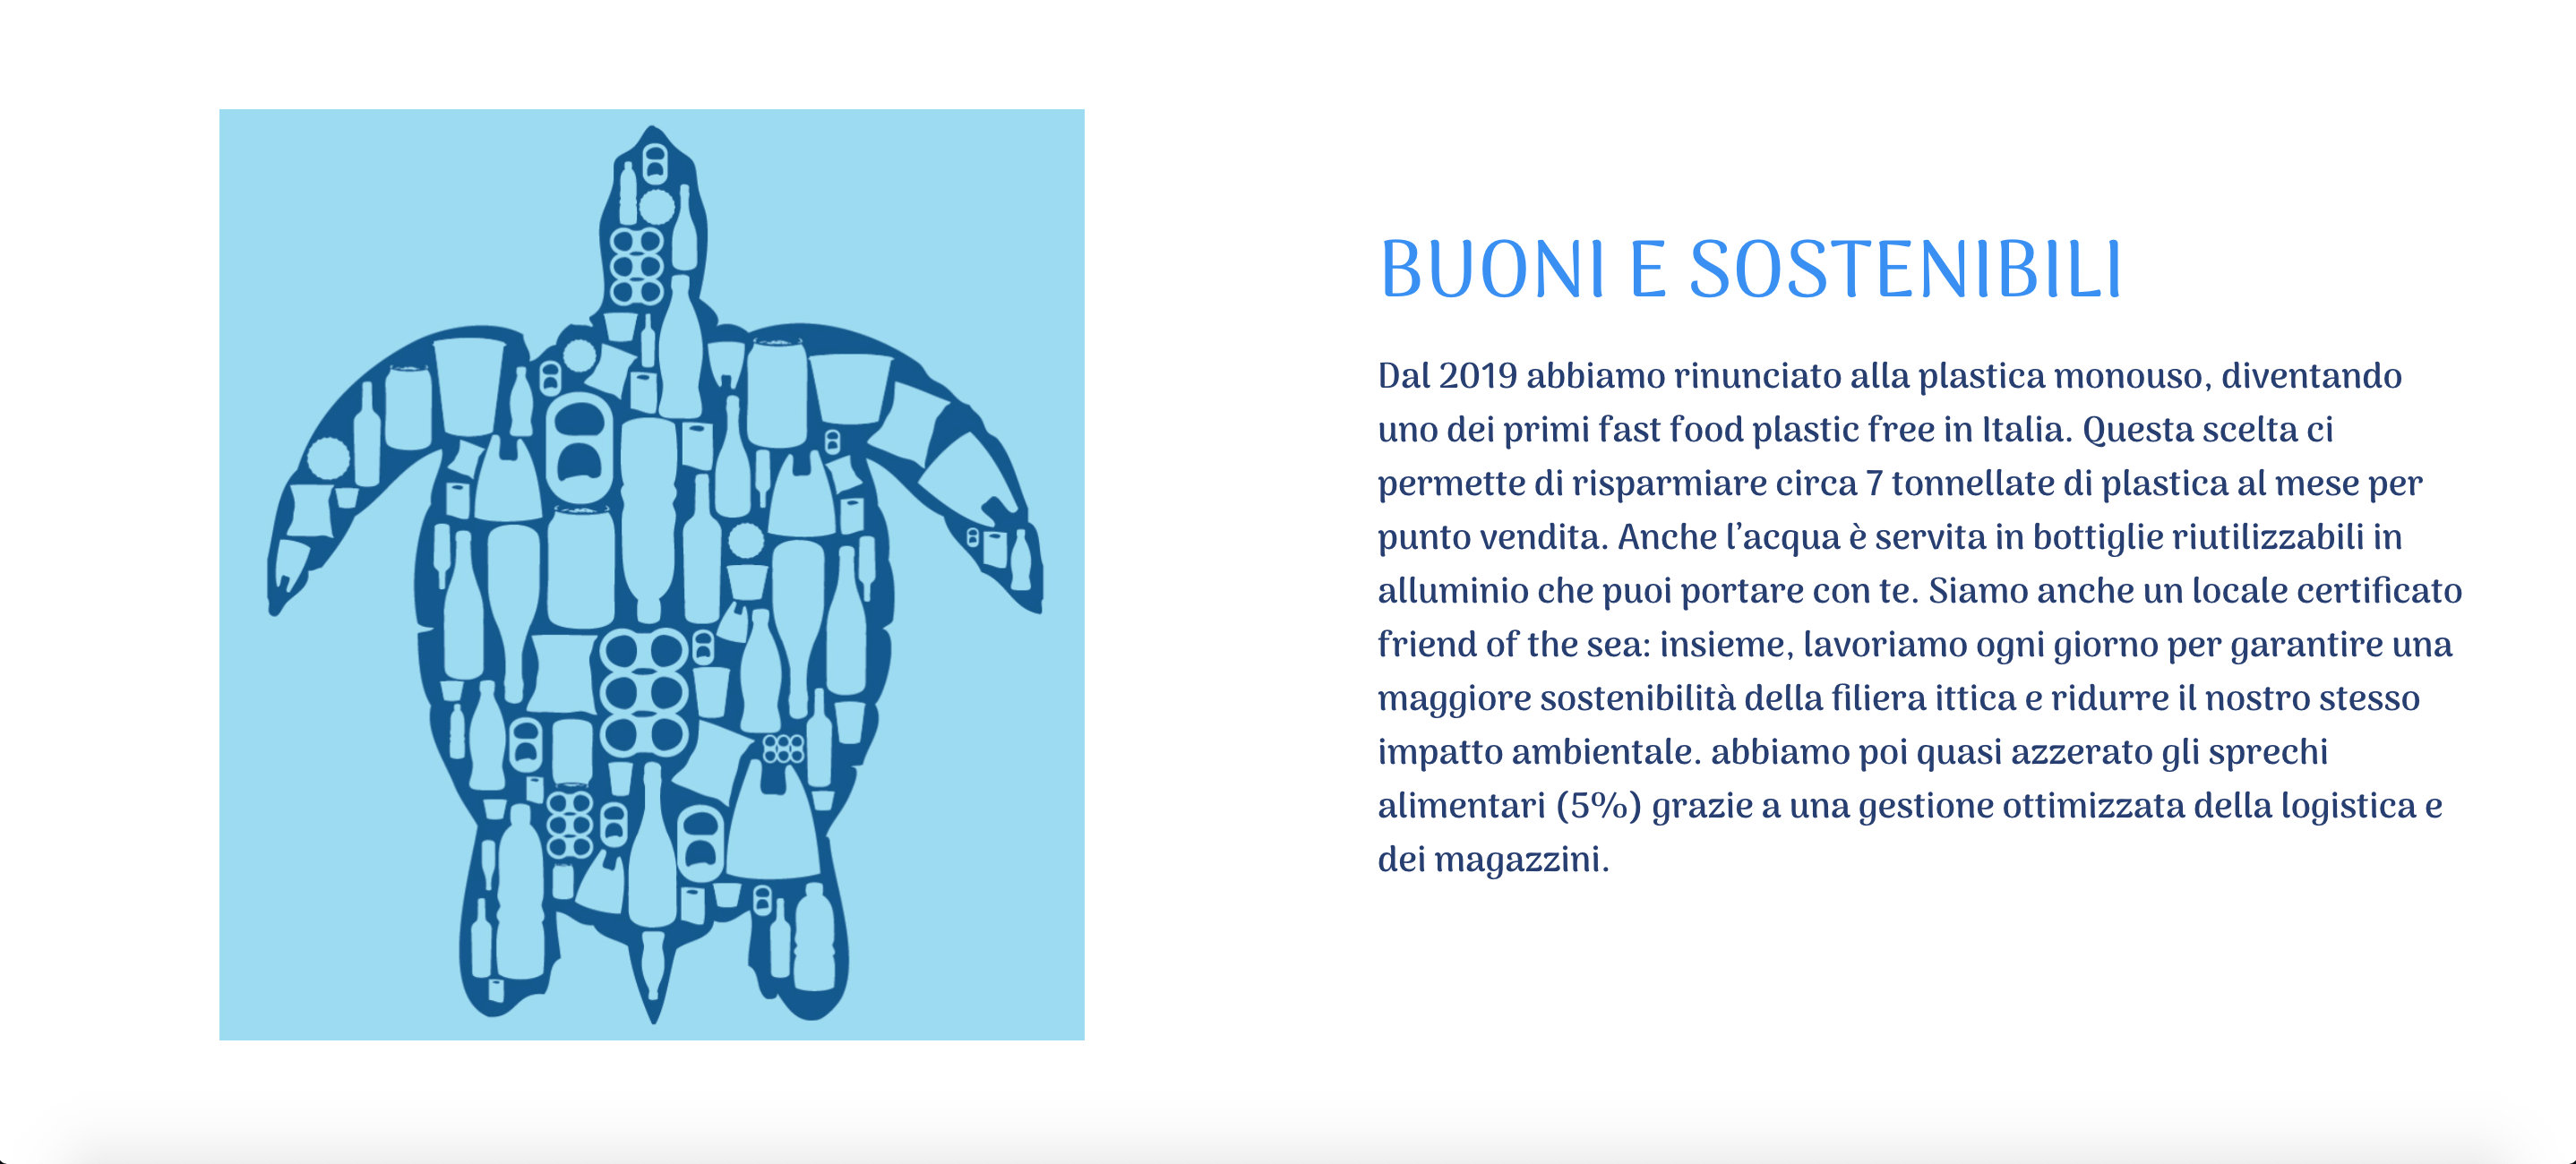 BUONI E SOSTENIBILI
Dal 2019 abbiamo rinunciato alla plastica monouso, diventando
uno dei primi fast food plastic free in Italia. Questa scelta ci
permette di risparmiare circa 7 tonnellate di plastica al mese per
punto vendita. Anche l’acqua è servita in bottiglie riutilizzabili in
alluminio che puoi portare con te. Siamo anche un locale certificato
friend of the sea: insieme, lavoriamo ogni giorno per garantire una
maggiore sostenibilità della filiera ittica e ridurre il nostro stesso
impatto ambientale. abbiamo poi quasi azzerato gli sprechi
alimentari (5%) grazie a una gestione ottimizzata della logistica e
dei magazzini.